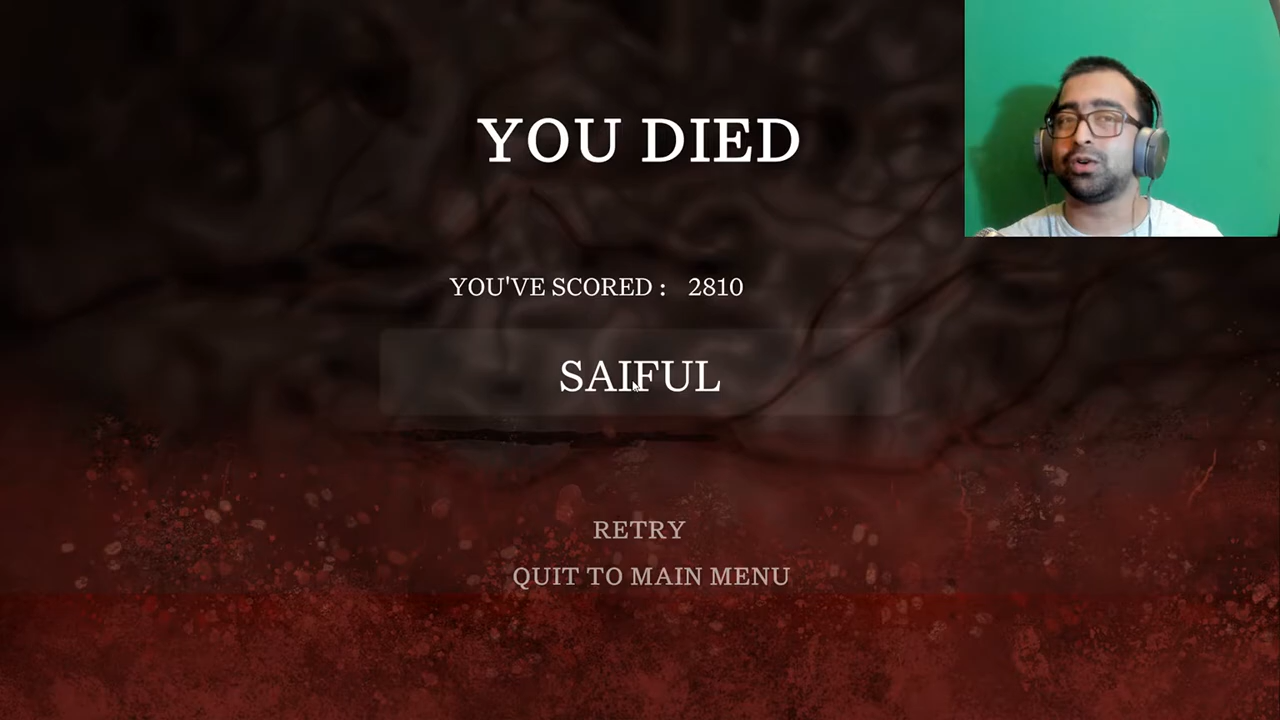 YOU DIED
YOU'VE SCORED : 2810
SAIFUL
RETRY
QUIT TO MAIN MENU